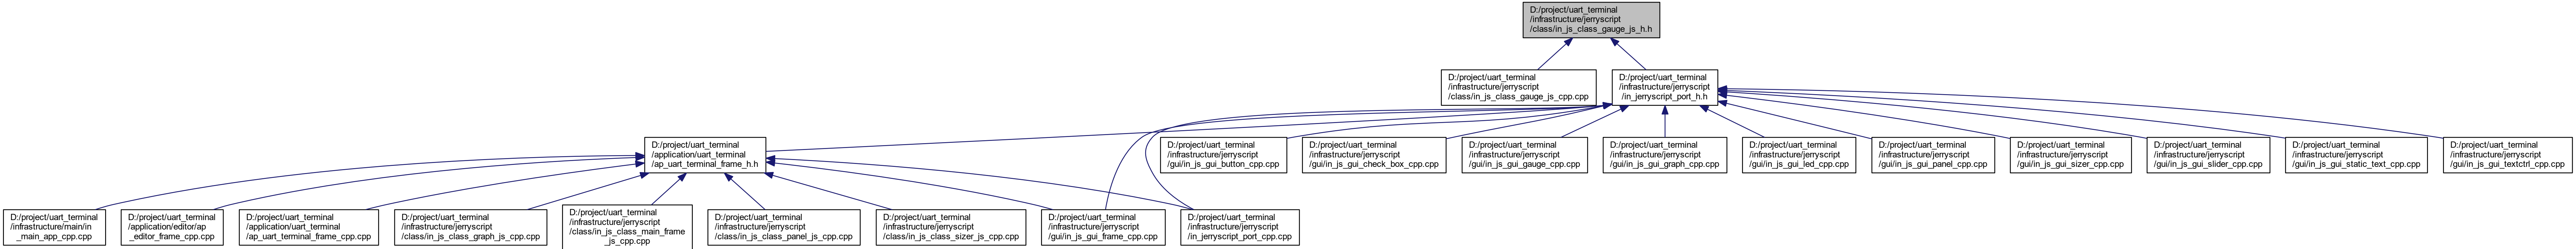 D:/project/uart_terminal
/infrastructure/jerryscript
/class/in_js_class_gauge_js_h.h
D:/project/uart_terminal
/infrastructure/jerryscript
/class/in_js_class_gauge_js_cpp.cpp
D:/project/uart_terminal
/infrastructure/jerryscript
/in_jerryscript_port_h.h
D:/project/uart_terminal
/application/uart_terminal
/ap_uart_terminal_frame_h.h
D:/project/uart_terminal
/infrastructure/jerryscript
/gui/in_js_gui_button_cpp.cpp
D:/project/uart_terminal
/infrastructure/jerryscript
/gui/in_js_gui_check_box_cpp.cpp
D:/project/uart_terminal
/infrastructure/jerryscript
/gui/in_js_gui_gauge_cpp.cpp
D:/project/uart_terminal
/infrastructure/jerryscript
/gui/in_js_gui_graph_cpp.cpp
D:/project/uart_terminal
/infrastructure/jerryscript
/gui/in_js_gui_led_cpp.cpp
D:/project/uart_terminal
/infrastructure/jerryscript
/gui/in_js_gui_panel_cpp.cpp
D:/project/uart_terminal
/infrastructure/jerryscript
/gui/in_js_gui_sizer_cpp.cpp
D:/project/uart_terminal
/infrastructure/jerryscript
/gui/in_js_gui_slider_cpp.cpp
D:/project/uart_terminal
/infrastructure/jerryscript
/gui/in_js_gui_static_text_cpp.cpp
D:/project/uart_terminal
/infrastructure/jerryscript
/gui/in_js_gui_textctrl_cpp.cpp
D:/project/uart_terminal
/infrastructure/main/in
_main_app_cpp.cpp
D:/project/uart_terminal
/application/editor/ap
_editor_frame_cpp.cpp
D:/project/uart_terminal
/application/uart_terminal
/ap_uart_terminal_frame_cpp.cpp
D:/project/uart_terminal
/infrastructure/jerryscript
/class/in_js_class_graph_js_cpp.cpp
D:/project/uart_terminal
/infrastructure/jerryscript
/class/in_js_class_main_frame
_js_cpp.cpp
D:/project/uart_terminal
/infrastructure/jerryscript
/class/in_js_class_panel_js_cpp.cpp
D:/project/uart_terminal
/infrastructure/jerryscript
/class/in_js_class_sizer_js_cpp.cpp
D:/project/uart_terminal
/infrastructure/jerryscript
/gui/in_js_gui_frame_cpp.cpp
D:/project/uart_terminal
/infrastructure/jerryscript
/in_jerryscript_port_cpp.cpp